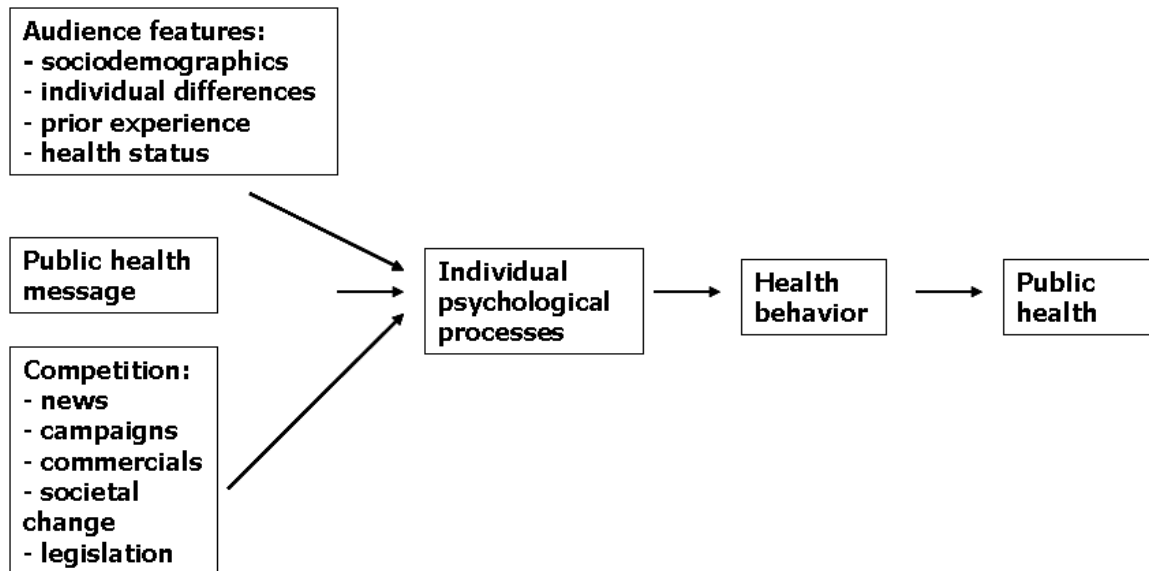 Audience features:
- sociodemographics
- individual differences
- prior experience
- health status
Public health
message
Competition:
- news
- campaigns
- commercials
- societal
change
- legislation
Individual
psychological
processes
Health
behavior
Public
health